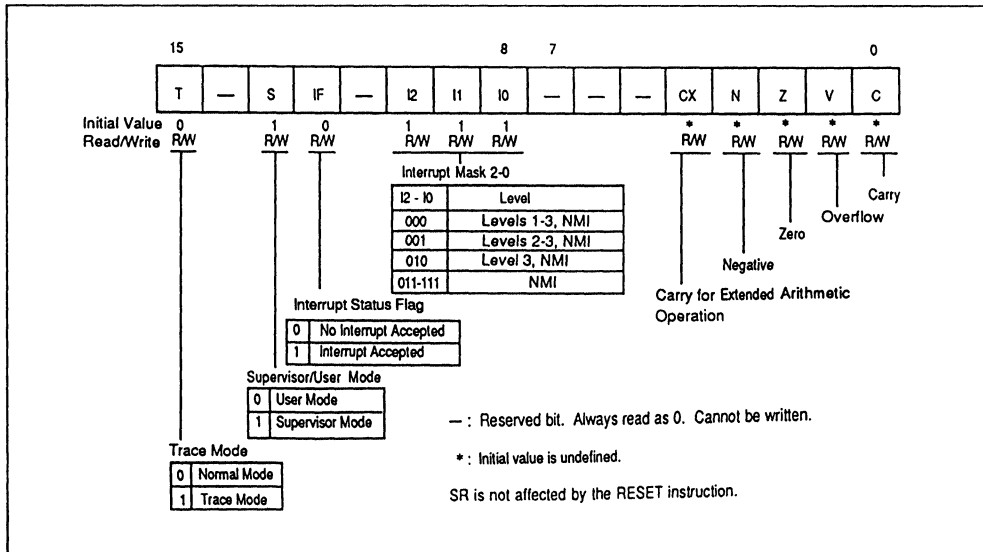 15 8 7 0
T — S IF — I2 I1 I0 — — — CX N Z V C
Initial Value 0 1 0 1 1 1 * * * * *
Read/Write R/W R/W R/W R/W R/W R/W R/W R/W R/W R/W R/W
Interrupt Mask 2-0
I2 - I0 Level
000 Levels 1-3, NMI
001 Levels 2-3, NMI
010 Level 3, NMI
011-111 NMI
Carry
Overflow
Zero
Negative
Carry for Extended Arithmetic
Operation
Interrupt Status Flag
0 No Interrupt Accepted
1 Interrupt Accepted
Supervisor/User Mode
0 User Mode
1 Supervisor Mode
Trace Mode
0 Normal Mode
1 Trace Mode
— : Reserved bit. Always read as 0. Cannot be written.
* : Initial value is undefined.
SR is not affected by the RESET instruction.